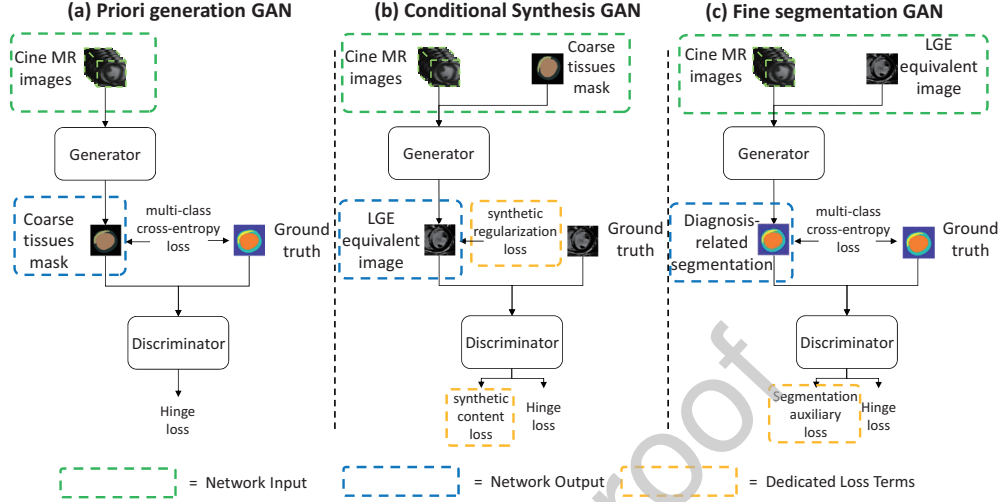 (a) Priori generation GAN
Cine MR
images
Generator
Coarse
tissues
mask
multi-class
cross-entropy
loss
Ground
truth
Discriminator
Hinge
loss
(b) Conditional Synthesis GAN
Cine MR
images
Coarse
tissues
mask
Generator
LGE
equivalent
image
synthetic
regularization
loss
Ground
truth
Discriminator
synthetic
content
loss
Hinge
loss
(c) Fine segmentation GAN
Cine MR
images
LGE
equivalent
image
Generator
Diagnosis-
related
segmentation
multi-class
cross-entropy
loss
Ground
truth
Discriminator
Segmentation
auxiliary
loss
Hinge
loss
= Network Input
= Network Output
= Dedicated Loss Terms
roof